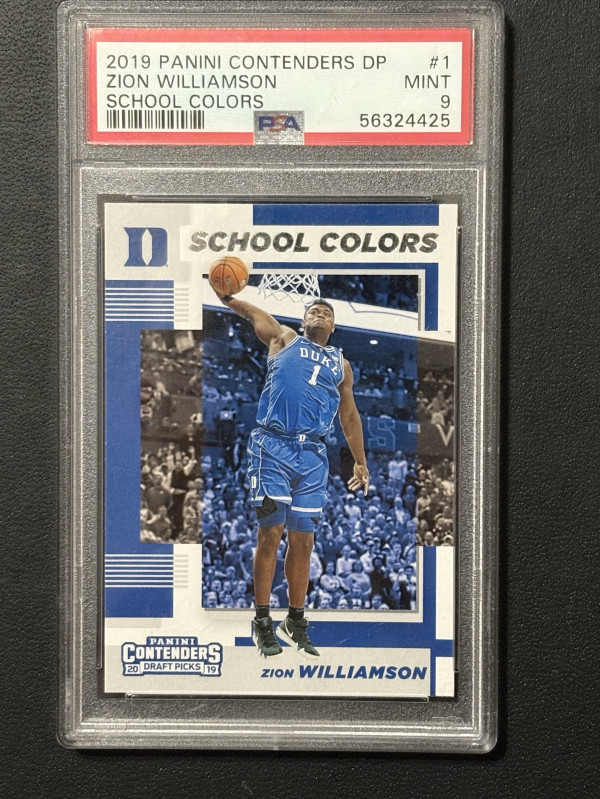 2019 PANINI CONTENDERS DP #1
ZION WILLIAMSON MINT
SCHOOL COLORS 9
PSA 56324425
D SCHOOL COLORS
DUKE
1
D
D
S V
PANINI
CONTENDERS
20 DRAFT PICKS 19
ZION WILLIAMSON